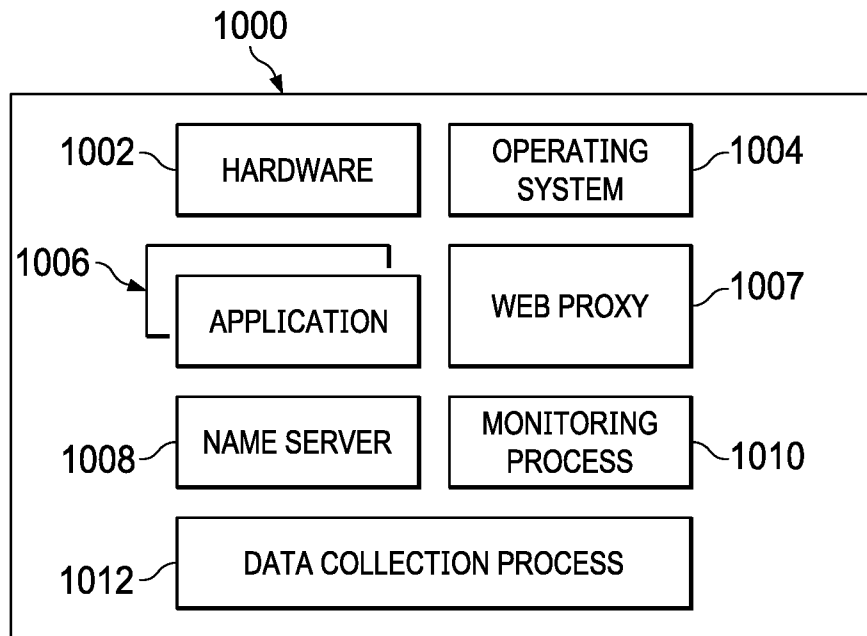 1000
1002
HARDWARE
OPERATING
SYSTEM
1004
1006
APPLICATION
WEB PROXY
1007
1008
NAME SERVER
MONITORING
PROCESS
1010
1012
DATA COLLECTION PROCESS